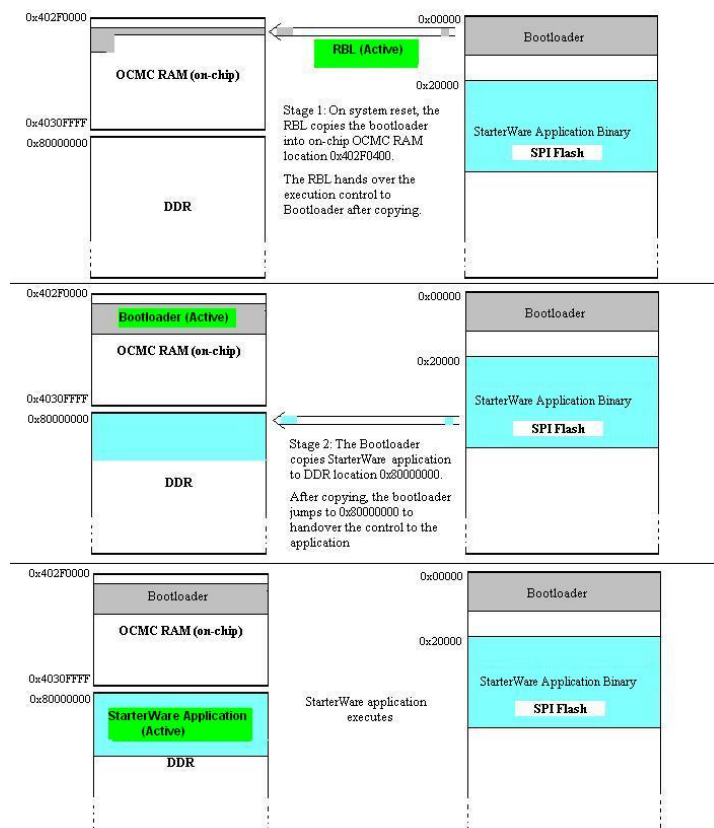 0x402F0000
OCMC RAM (on-chip)
0x4030FFFF
0x80000000
DDR
RBL (Active)
Stage 1: On system reset, the
RBL copies the bootloader
into on-chip OCMC RAM
location 0x402F0400.
The RBL hands over the
execution control to
Bootloader after copying.
0x00000
Bootloader
0x20000
StarterWare Application Binary
SPI Flash
0x402F0000
Bootloader (Active)
OCMC RAM (on-chip)
0x4030FFFF
0x80000000
DDR
Stage 2: The Bootloader
copies StarterWare application
to DDR location 0x80000000.
After copying, the bootloader
jumps to 0x80000000 to
handover the control to the
application
0x00000
Bootloader
0x20000
StarterWare Application Binary
SPI Flash
0x402F0000
Bootloader
OCMC RAM (on-chip)
0x4030FFFF
0x80000000
StarterWare Application
(Active)
DDR
StarterWare application
executes
0x00000
Bootloader
0x20000
StarterWare Application Binary
SPI Flash